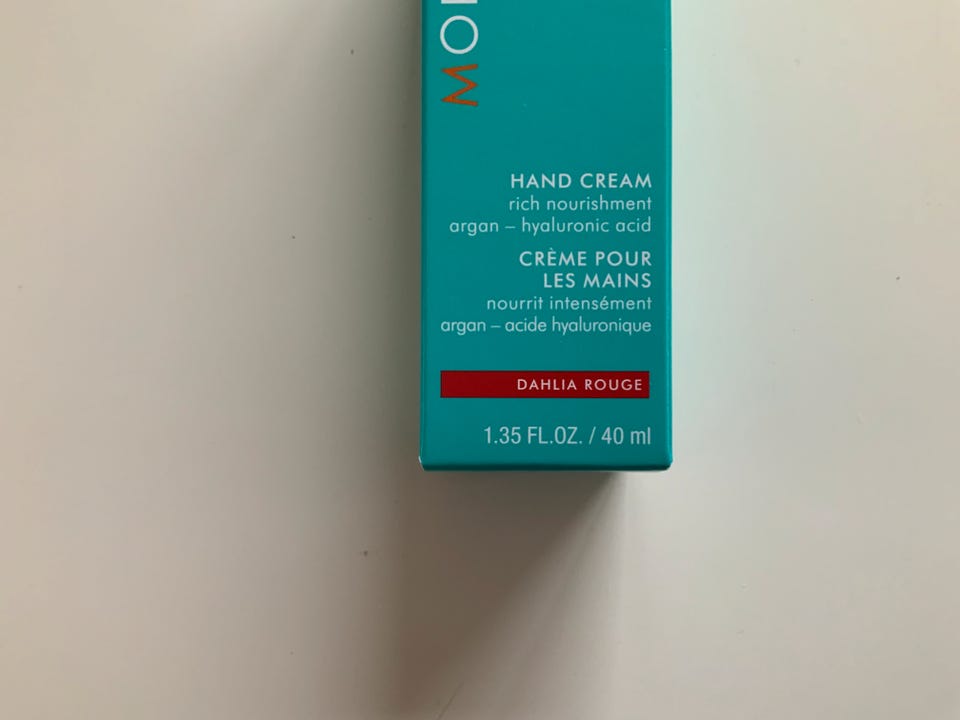 HAND CREAM
rich nourishment
argan – hyaluronic acid
CRÈME POUR
LES MAINS
nourrit intensément
argan – acide hyaluronique
DAHLIA ROUGE
1.35 FL.OZ. / 40 ml